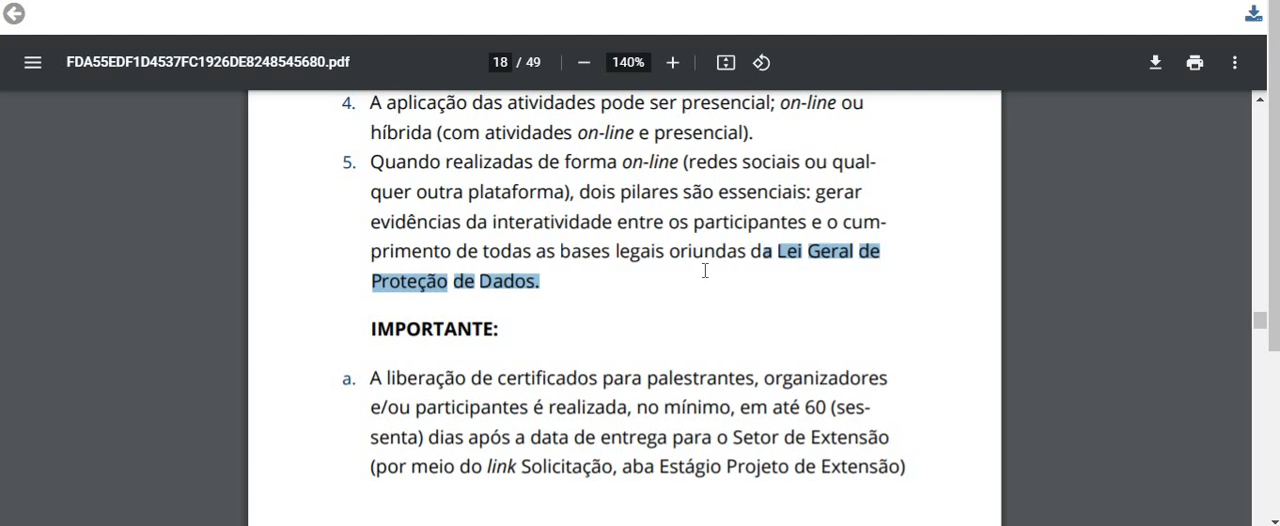 FDA55EDF1D4537FC1926DE8248545680.pdf
18 / 49
140%
4. A aplicação das atividades pode ser presencial; on-line ou
híbrida (com atividades on-line e presencial).
5. Quando realizadas de forma on-line (redes sociais ou qual-
quer outra plataforma), dois pilares são essenciais: gerar
evidências da interatividade entre os participantes e o cum-
primento de todas as bases legais oriundas da Lei Geral de
Proteção de Dados.
IMPORTANTE:
a. A liberação de certificados para palestrantes, organizadores
e/ou participantes é realizada, no mínimo, em até 60 (ses-
senta) dias após a data de entrega para o Setor de Extensão
(por meio do link Solicitação, aba Estágio Projeto de Extensão)